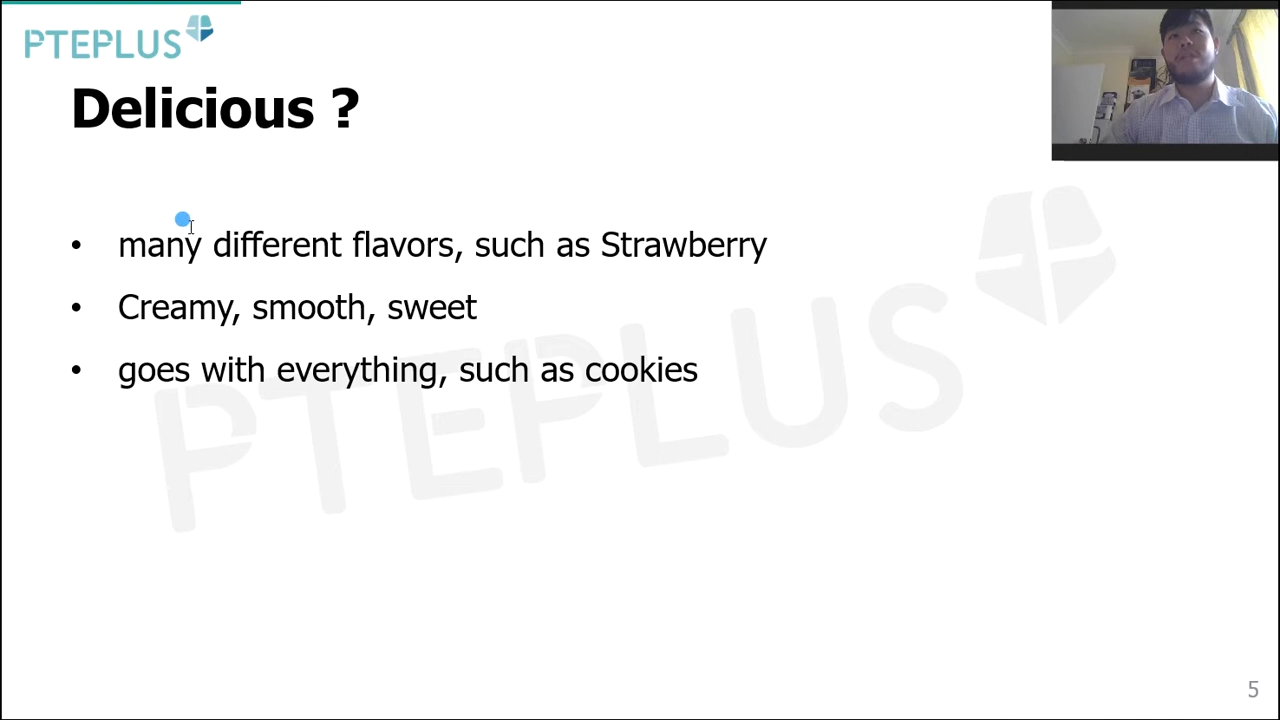 PTEPLUS
Delicious ?
• many different flavors, such as Strawberry
• Creamy, smooth, sweet
• goes with everything, such as cookies
PTEPLUS
5